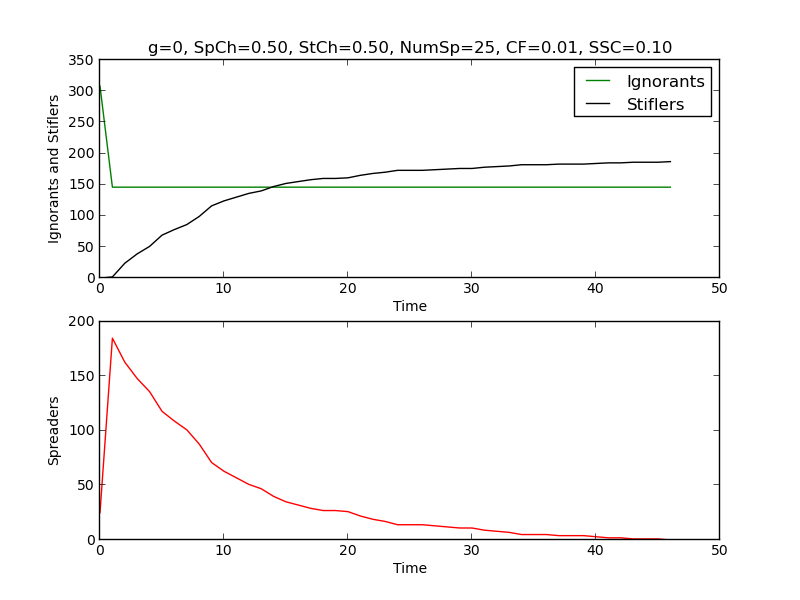 g=0, SpCh=0.50, StCh=0.50, NumSp=25, CF=0.01, SSC=0.10
350
300
250
200
150
100
50
0
Ignorants and Stiflers
Ignorants
Stiflers
0 10 20 30 40 50
Time
200
150
100
50
0
Spreaders
0 10 20 30 40 50
Time